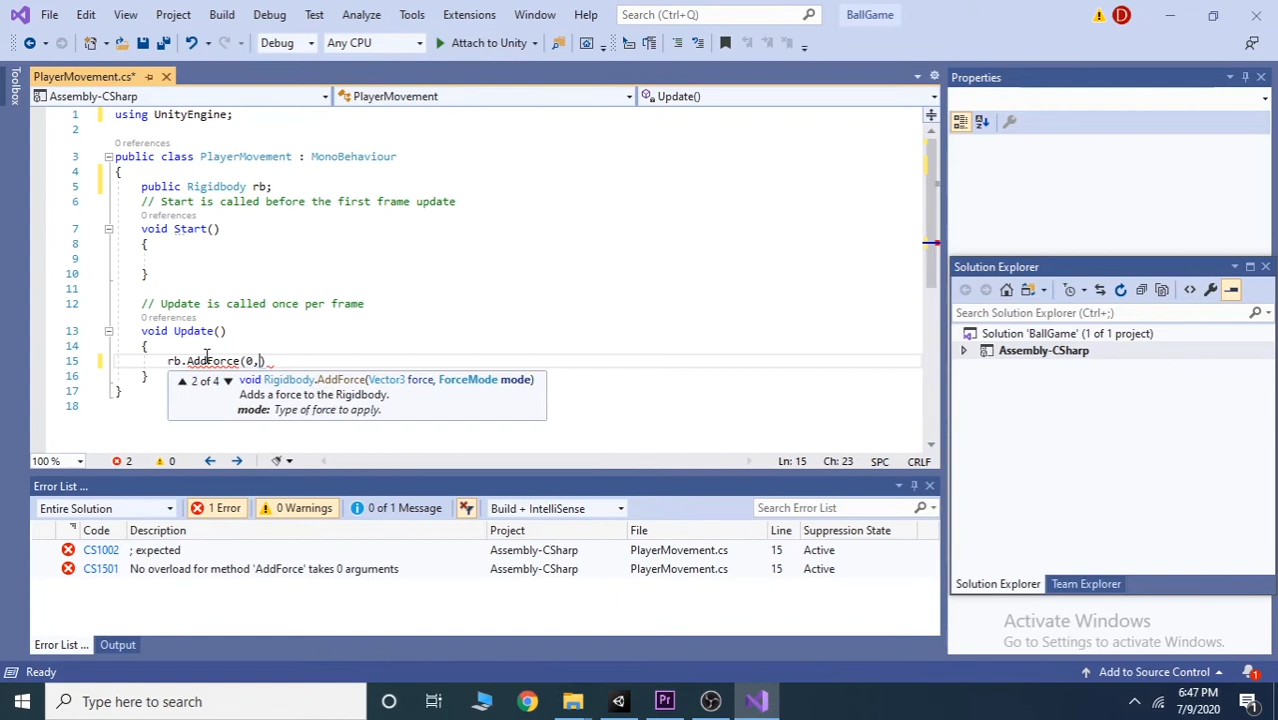 File Edit View Project Build Debug Test Analyze Tools Extensions Window Help Search (Ctrl+Q) BallGame D
Debug Any CPU Attach to Unity
PlayerMovement.cs*
Toolbox
Assembly-CSharp PlayerMovement Update()
1 using UnityEngine;
2
0 references
3 public class PlayerMovement : MonoBehaviour
4 {
5 public Rigidbody rb;
6 // Start is called before the first frame update
0 references
7 void Start()
8 {
9
10 }
11
12 // Update is called once per frame
0 references
13 void Update()
14 {
15 rb.AddForce(0,)
16 }
17 }
18
2 of 4 void Rigidbody.AddForce(Vector3 force, ForceMode mode)
Adds a force to the Rigidbody.
mode: Type of force to apply.
100 % 2 0 Ln: 15 Ch: 23 SPC CRLF
Error List ...
Entire Solution 1 Error 0 Warnings 0 of 1 Message Build + IntelliSense Search Error List
Code Description Project File Line Suppression State
CS1002 ; expected Assembly-CSharp PlayerMovement.cs 15 Active
CS1501 No overload for method 'AddForce' takes 0 arguments Assembly-CSharp PlayerMovement.cs 15 Active
Error List ... Output
Properties
Solution Explorer
Search Solution Explorer (Ctrl+;)
Solution 'BallGame' (1 of 1 project)
Assembly-CSharp
Solution Explorer Team Explorer
Activate Windows
Go to Settings to activate Windows.
Ready Add to Source Control 1
Type here to search Pr 6:47 PM
7/9/2020 1